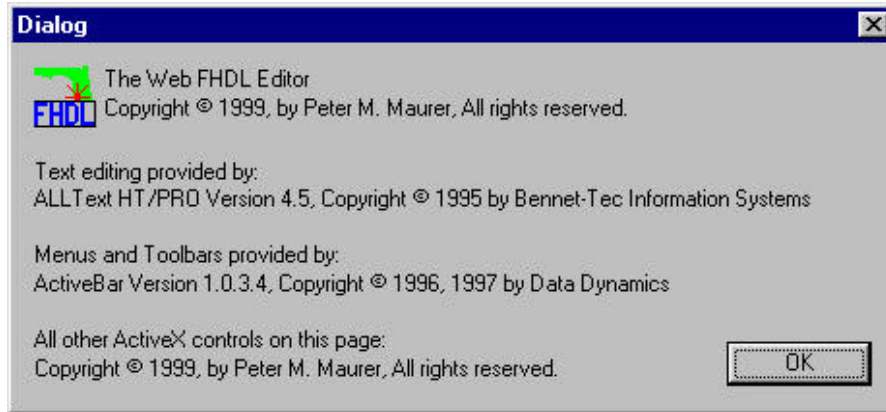 Dialog
The Web FHDL Editor
FHDL
Copyright © 1999, by Peter M. Maurer, All rights reserved.
Text editing provided by:
ALLText HT/PRO Version 4.5, Copyright © 1995 by Bennet-Tec Information Systems
Menus and Toolbars provided by:
ActiveBar Version 1.0.3.4, Copyright © 1996, 1997 by Data Dynamics
All other ActiveX controls on this page:
Copyright © 1999, by Peter M. Maurer, All rights reserved.
OK